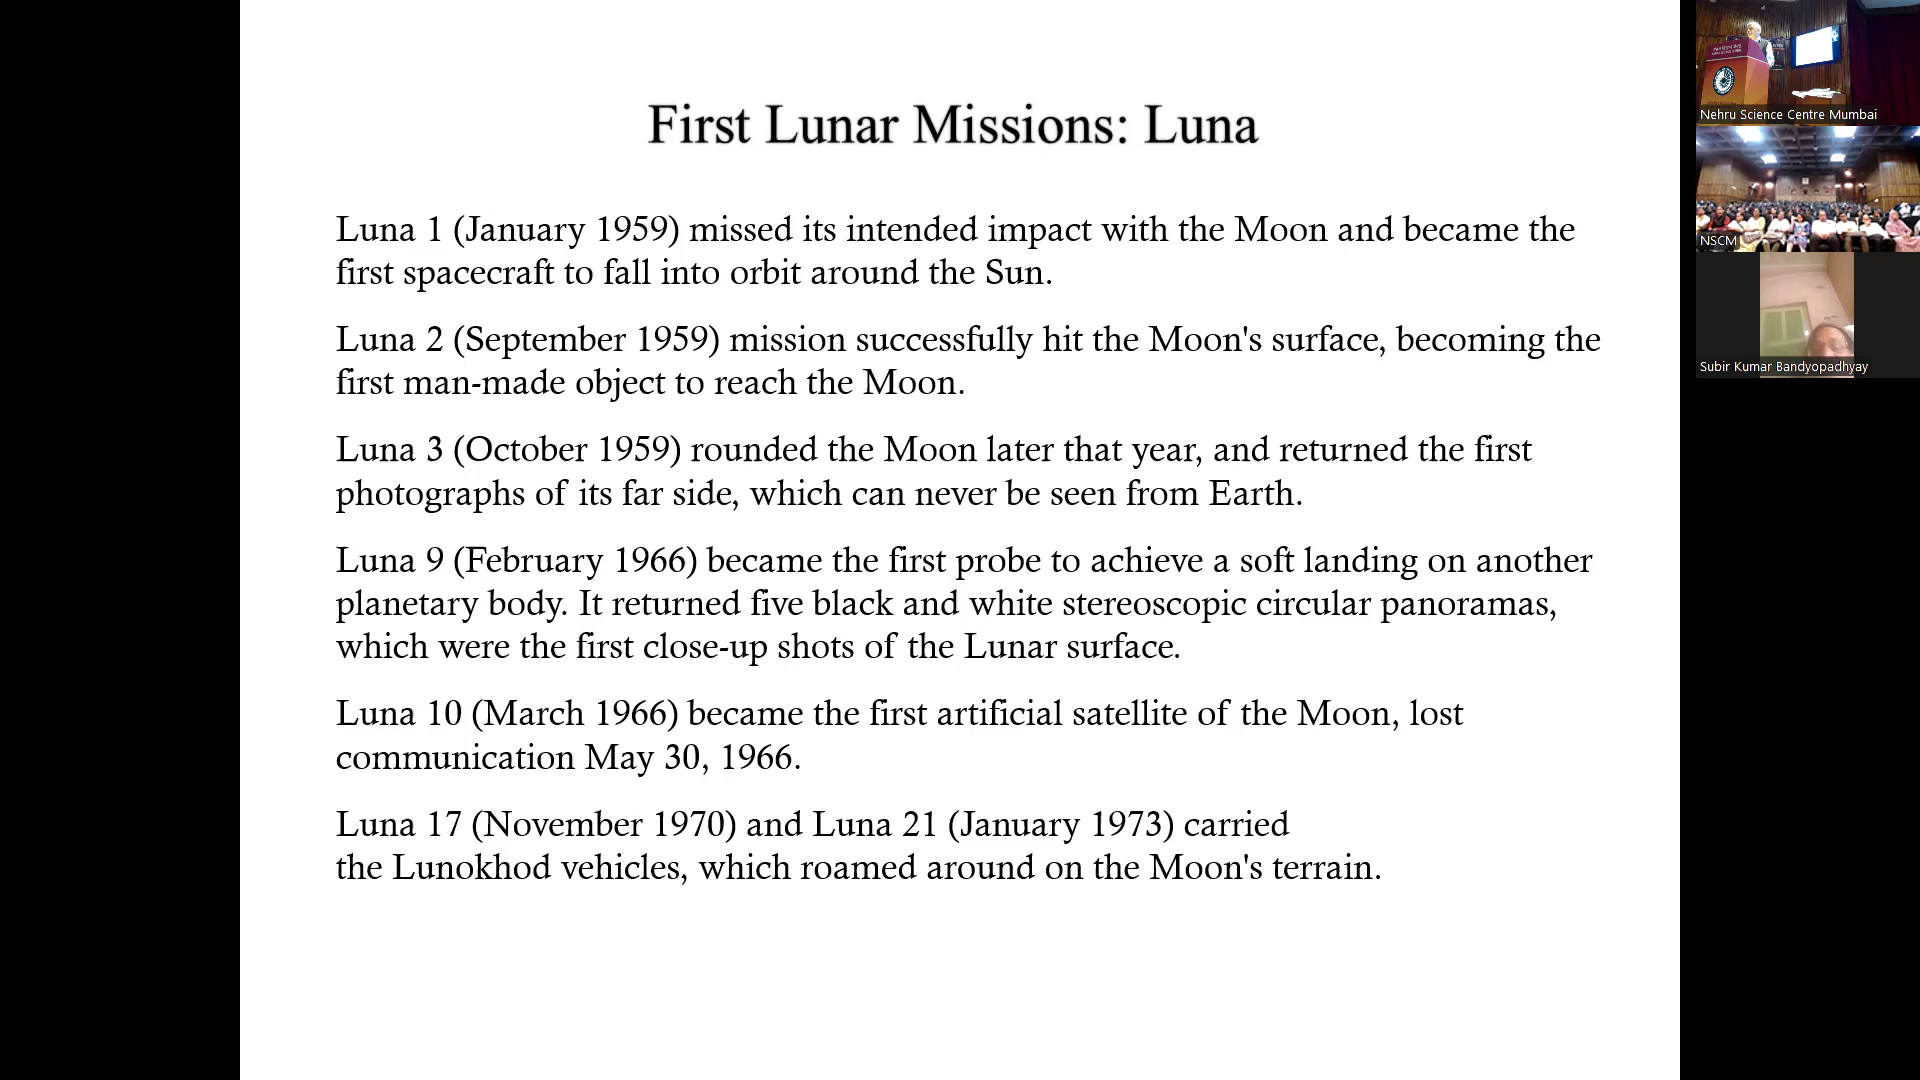 First Lunar Missions: Luna
Luna 1 (January 1959) missed its intended impact with the Moon and became the
first spacecraft to fall into orbit around the Sun.
Luna 2 (September 1959) mission successfully hit the Moon's surface, becoming the
first man-made object to reach the Moon.
Luna 3 (October 1959) rounded the Moon later that year, and returned the first
photographs of its far side, which can never be seen from Earth.
Luna 9 (February 1966) became the first probe to achieve a soft landing on another
planetary body. It returned five black and white stereoscopic circular panoramas,
which were the first close-up shots of the Lunar surface.
Luna 10 (March 1966) became the first artificial satellite of the Moon, lost
communication May 30, 1966.
Luna 17 (November 1970) and Luna 21 (January 1973) carried
the Lunokhod vehicles, which roamed around on the Moon's terrain.
Nehru Science Centre Mumbai
NSCM
Subir Kumar Bandyopadhyay